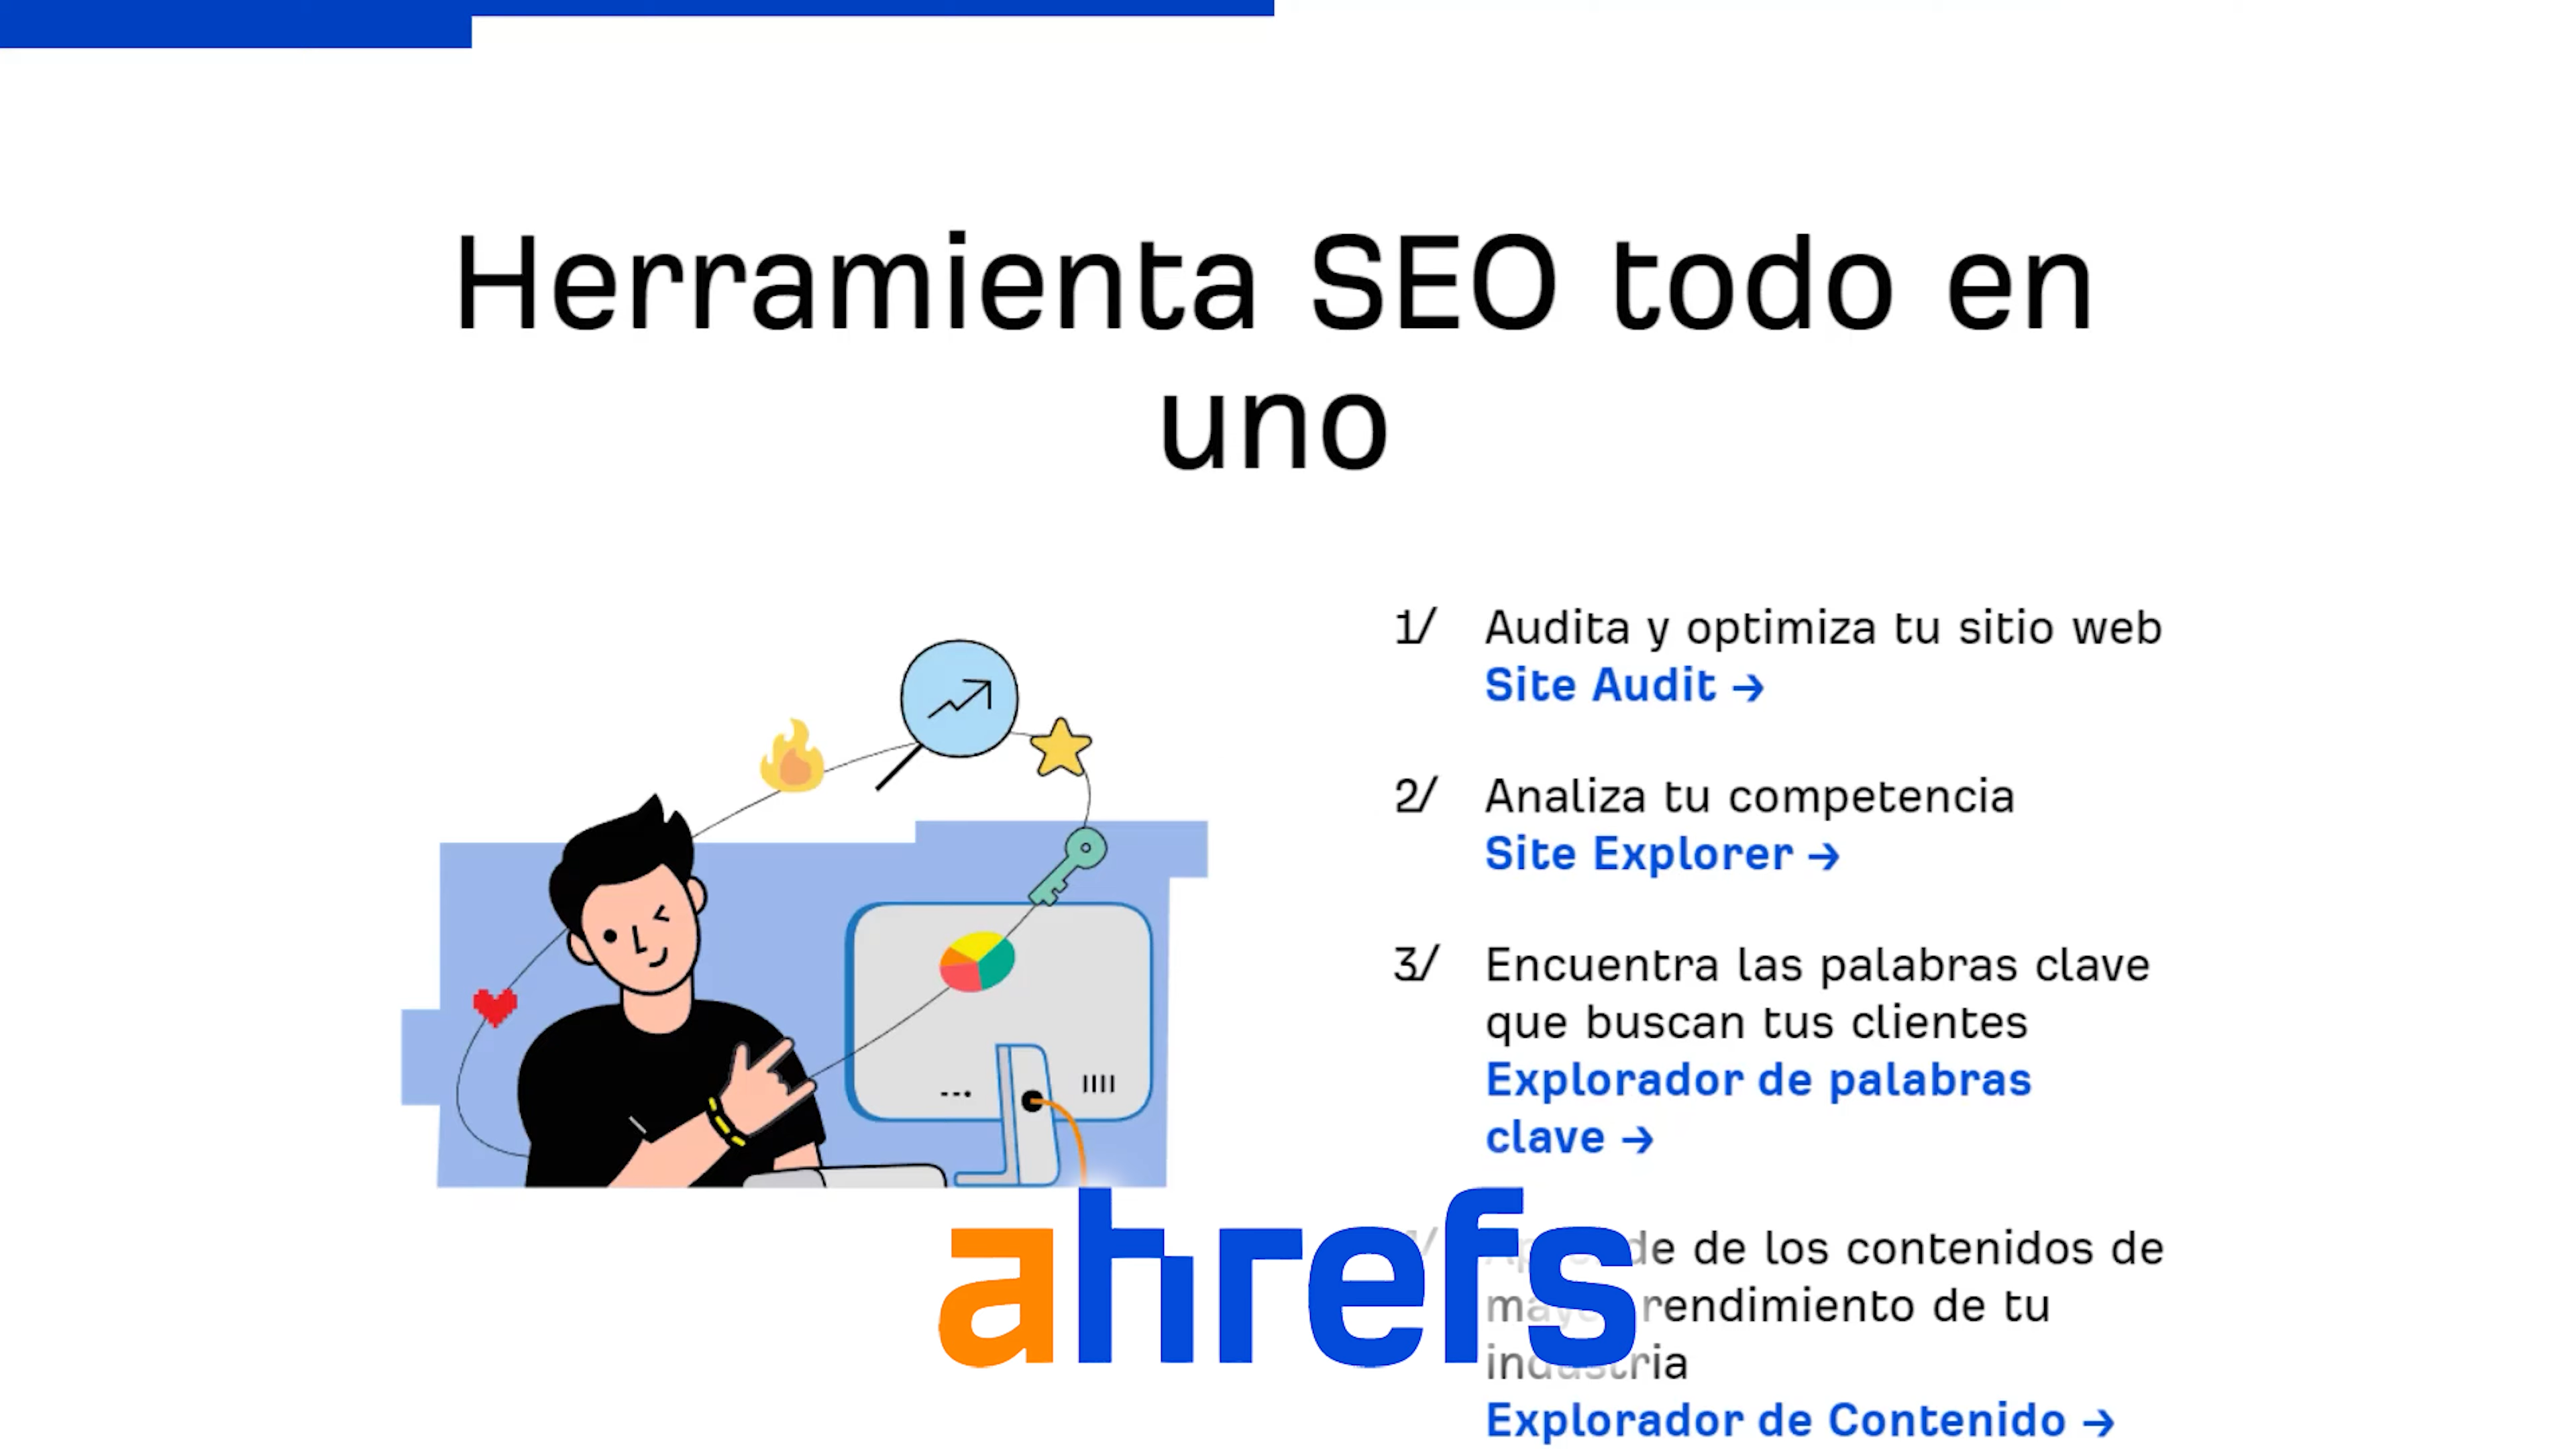 Herramienta SEO todo en
uno
1/ Audita y optimiza tu sitio web
Site Audit →
2/ Analiza tu competencia
Site Explorer →
3/ Encuentra las palabras clave
que buscan tus clientes
Explorador de palabras
clave →
de los contenidos de
rendimiento de tu
industria
Explorador de Contenido →
ahrefs